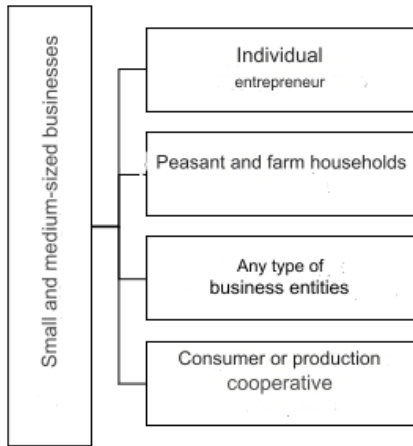 Small and medium-sized businesses
Individual
entrepreneur
Peasant and farm households
Any type of
business entities
Consumer or production
cooperative